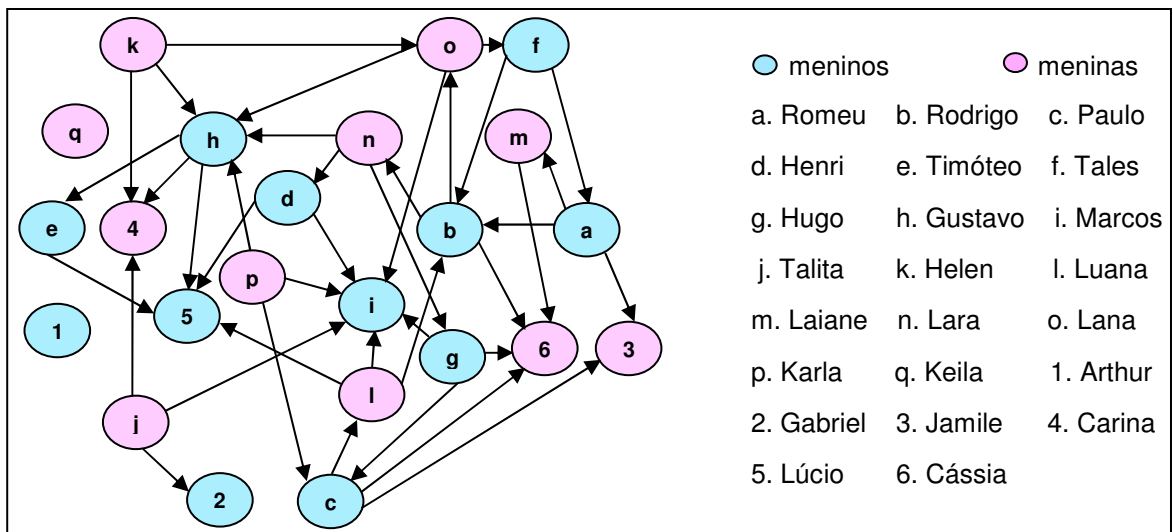 k o f
q h n m
e 4 d b a
p
1 5 i
g 6 3
j l
2 c
meninos meninas
a. Romeu b. Rodrigo c. Paulo
d. Henri e. Timóteo f. Tales
g. Hugo h. Gustavo i. Marcos
j. Talita k. Helen l. Luana
m. Laiane n. Lara o. Lana
p. Karla q. Keila 1. Arthur
2. Gabriel 3. Jamile 4. Carina
5. Lúcio 6. Cássia